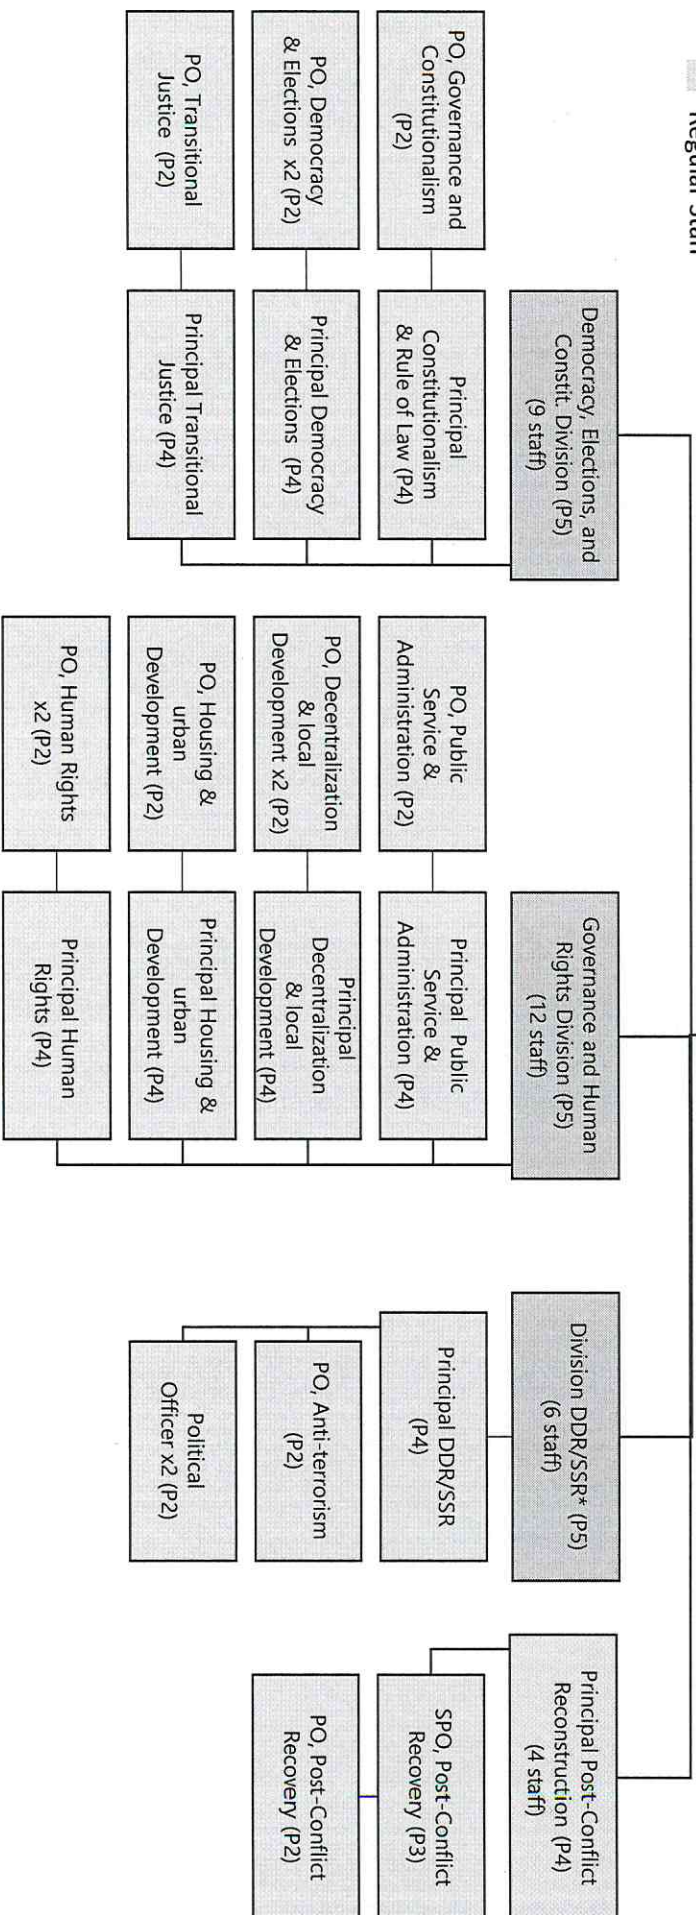 Regular Staff
Democracy, Elections, and
Constit. Division (P5)
(9 staff)
Principal
Constitutionalism
& Rule of Law (P4)
PO, Governance and
Constitutionalism
(P2)
Principal Democracy
& Elections (P4)
PO, Democracy
& Elections x2 (P2)
Principal Transitional
Justice (P4)
PO, Transitional
Justice (P2)
Governance and Human
Rights Division (P5)
(12 staff)
Principal Public
Service &
Administration (P4)
PO, Public
Service &
Administration (P2)
Principal
Decentralization
& local
Development (P4)
PO, Decentralization
& local
Development x2 (P2)
Principal Housing &
urban
Development (P4)
PO, Housing &
urban
Development (P2)
Principal Human
Rights (P4)
PO, Human Rights
x2 (P2)
Division DDR/SSR* (P5)
(6 staff)
Principal DDR/SSR
(P4)
PO, Anti-terrorism
(P2)
Political
Officer x2 (P2)
Principal Post-Conflict
Reconstruction (P4)
(4 staff)
SPO, Post-Conflict
Recovery (P3)
PO, Post-Conflict
Recovery (P2)